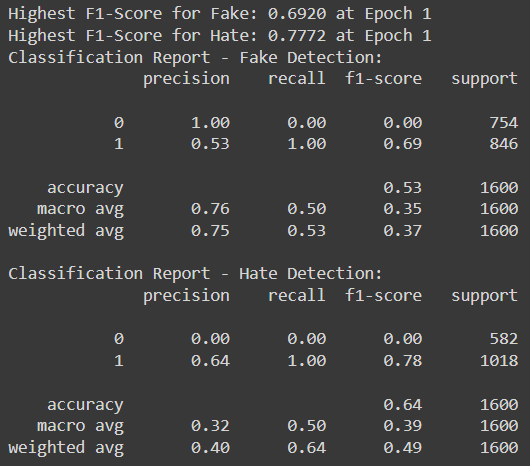 Highest F1-Score for Fake: 0.6920 at Epoch 1
Highest F1-Score for Hate: 0.7772 at Epoch 1
Classification Report - Fake Detection:
precision recall f1-score support
0 1.00 0.00 0.00 754
1 0.53 1.00 0.69 846
accuracy 0.53 1600
macro avg 0.76 0.50 0.35 1600
weighted avg 0.75 0.53 0.37 1600
Classification Report - Hate Detection:
precision recall f1-score support
0 0.00 0.00 0.00 582
1 0.64 1.00 0.78 1018
accuracy 0.64 1600
macro avg 0.32 0.50 0.39 1600
weighted avg 0.40 0.64 0.49 1600